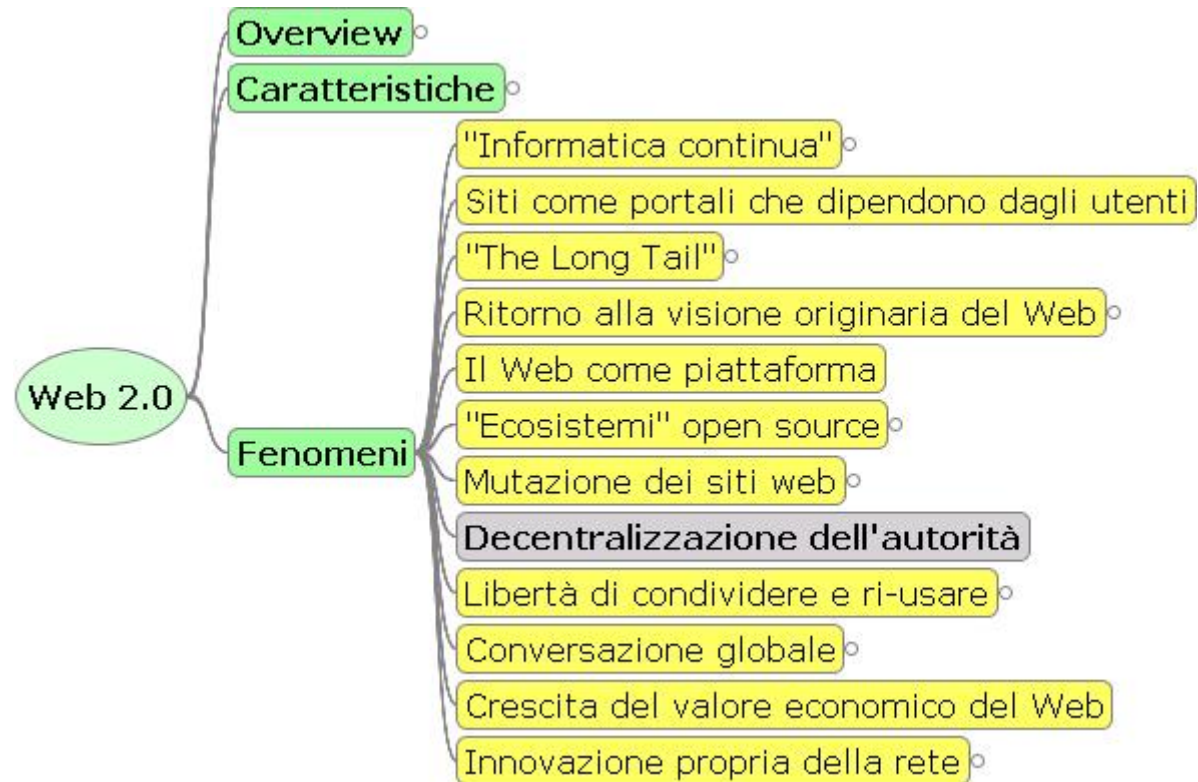 Overview
Caratteristiche
"Informatica continua"
Siti come portali che dipendono dagli utenti
"The Long Tail"
Ritorno alla visione originaria del Web
Il Web come piattaforma
Web 2.0
"Ecosistemi" open source
Fenomeni
Mutazione dei siti web
Decentralizzazione dell'autorità
Libertà di condividere e ri-usare
Conversazione globale
Crescita del valore economico del Web
Innovazione propria della rete